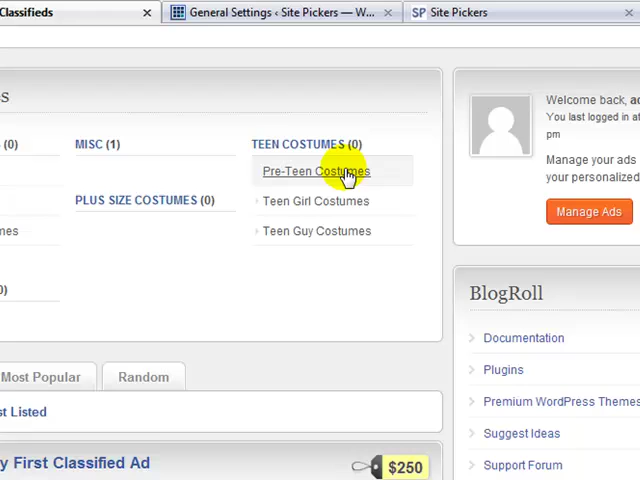 Classifieds
General Settings ‹ Site Pickers — W...
SP Site Pickers
s
(0)
MISC (1)
TEEN COSTUMES (0)
Pre-Teen Costumes
PLUS SIZE COSTUMES (0)
Teen Girl Costumes
mes
Teen Guy Costumes
0)
Welcome back, ad
You last logged in at
pm
Manage your ads
your personalized
Manage Ads
BlogRoll
Documentation
Plugins
Premium WordPress Themes
Suggest Ideas
Support Forum
Most Popular
Random
st Listed
y First Classified Ad
$250